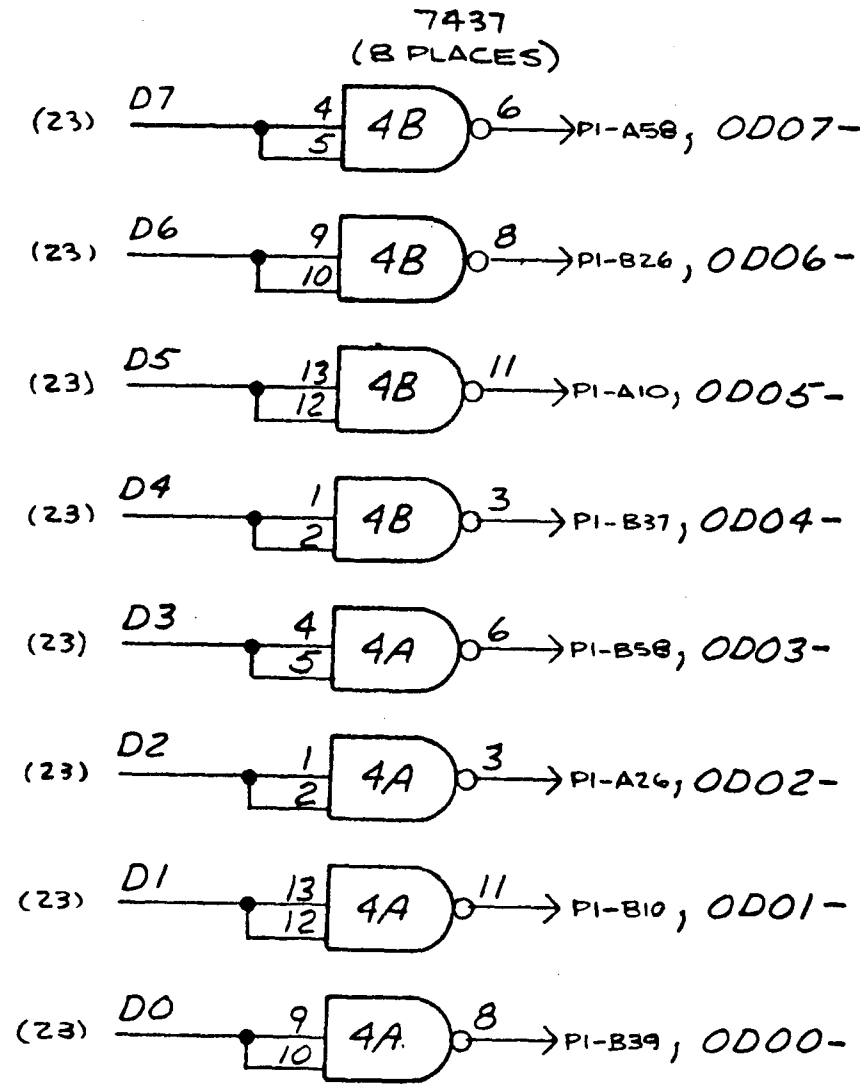 7437
(8 PLACES)
(23) D7 4 5 4B 6 P1-A58, OD07-
(23) D6 9 10 4B 8 P1-B26, OD06-
(23) D5 13 12 4B 11 P1-A10, OD05-
(23) D4 1 2 4B 3 P1-B37, OD04-
(23) D3 4 5 4A 6 P1-B58, OD03-
(23) D2 1 2 4A 3 P1-A26, OD02-
(23) D1 13 12 4A 11 P1-B10, OD01-
(23) D0 9 10 4A 8 P1-B39, OD00-